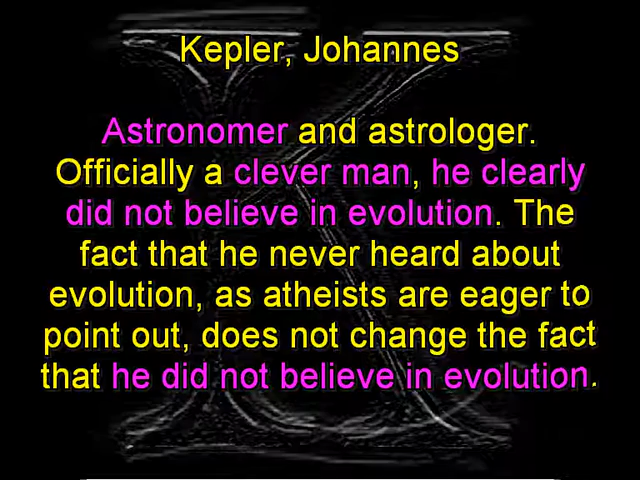 Kepler, Johannes
Astronomer and astrologer.
Officially a clever man, he clearly
did not believe in evolution. The
fact that he never heard about
evolution, as atheists are eager to
point out, does not change the fact
that he did not believe in evolution.